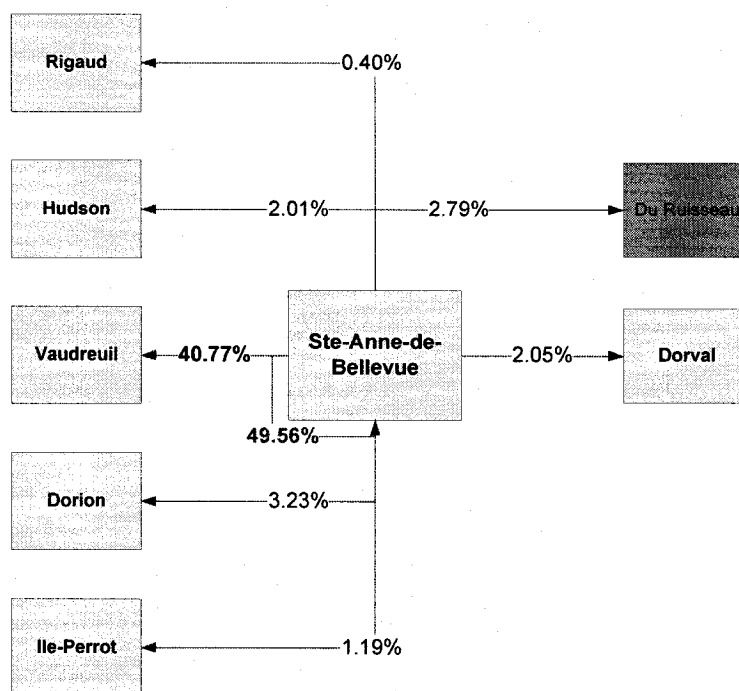 Rigaud
0.40%
Hudson
2.01%
2.79%
Du Ruisseau
Vaudreuil
40.77%
Ste-Anne-de-
Bellevue
2.05%
Dorval
49.56%
Dorion
3.23%
Ile-Perrot
1.19%